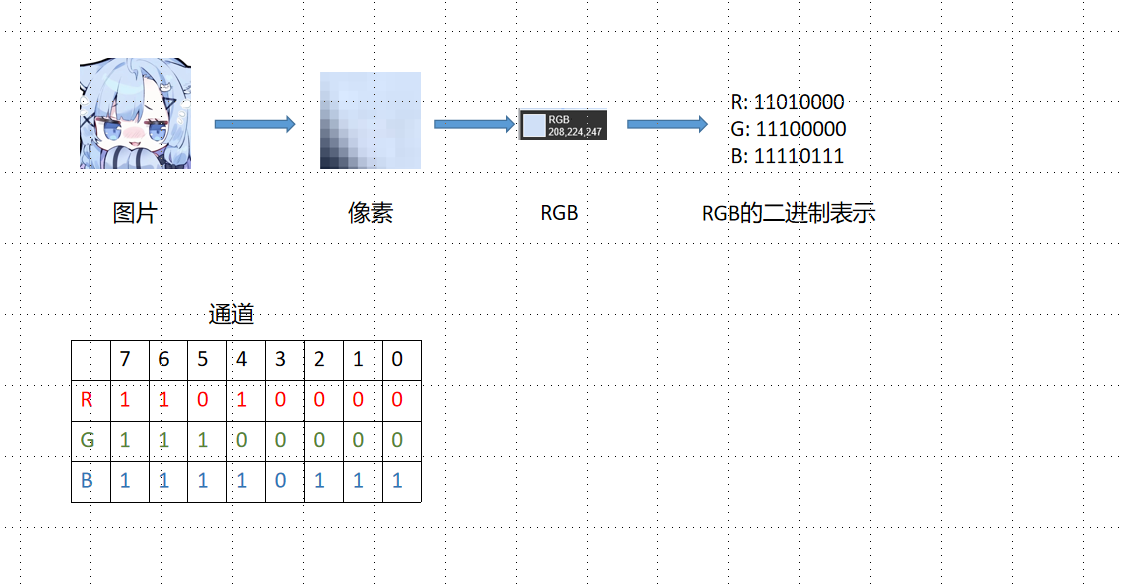 RGB
208,224,247
R: 11010000
G: 11100000
B: 11110111
图片
像素
RGB
RGB的二进制表示
通道
7 6 5 4 3 2 1 0
R 1 1 0 1 0 0 0 0
G 1 1 1 0 0 0 0 0
B 1 1 1 1 0 1 1 1